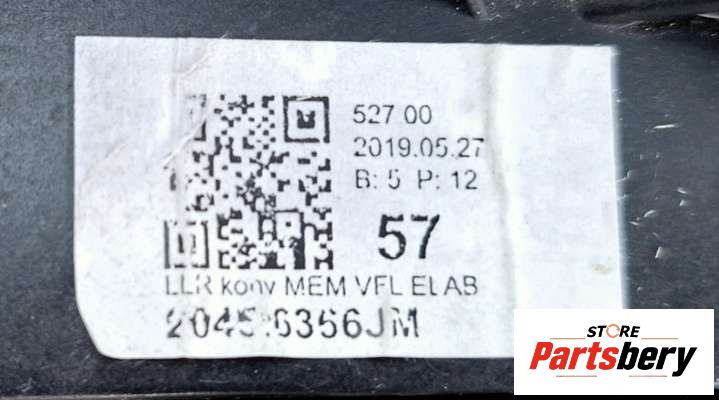 527 00
2019.05.27
B: 5 P: 12
57
LLR konv MEM VFL El AB
STORE
Partsbery